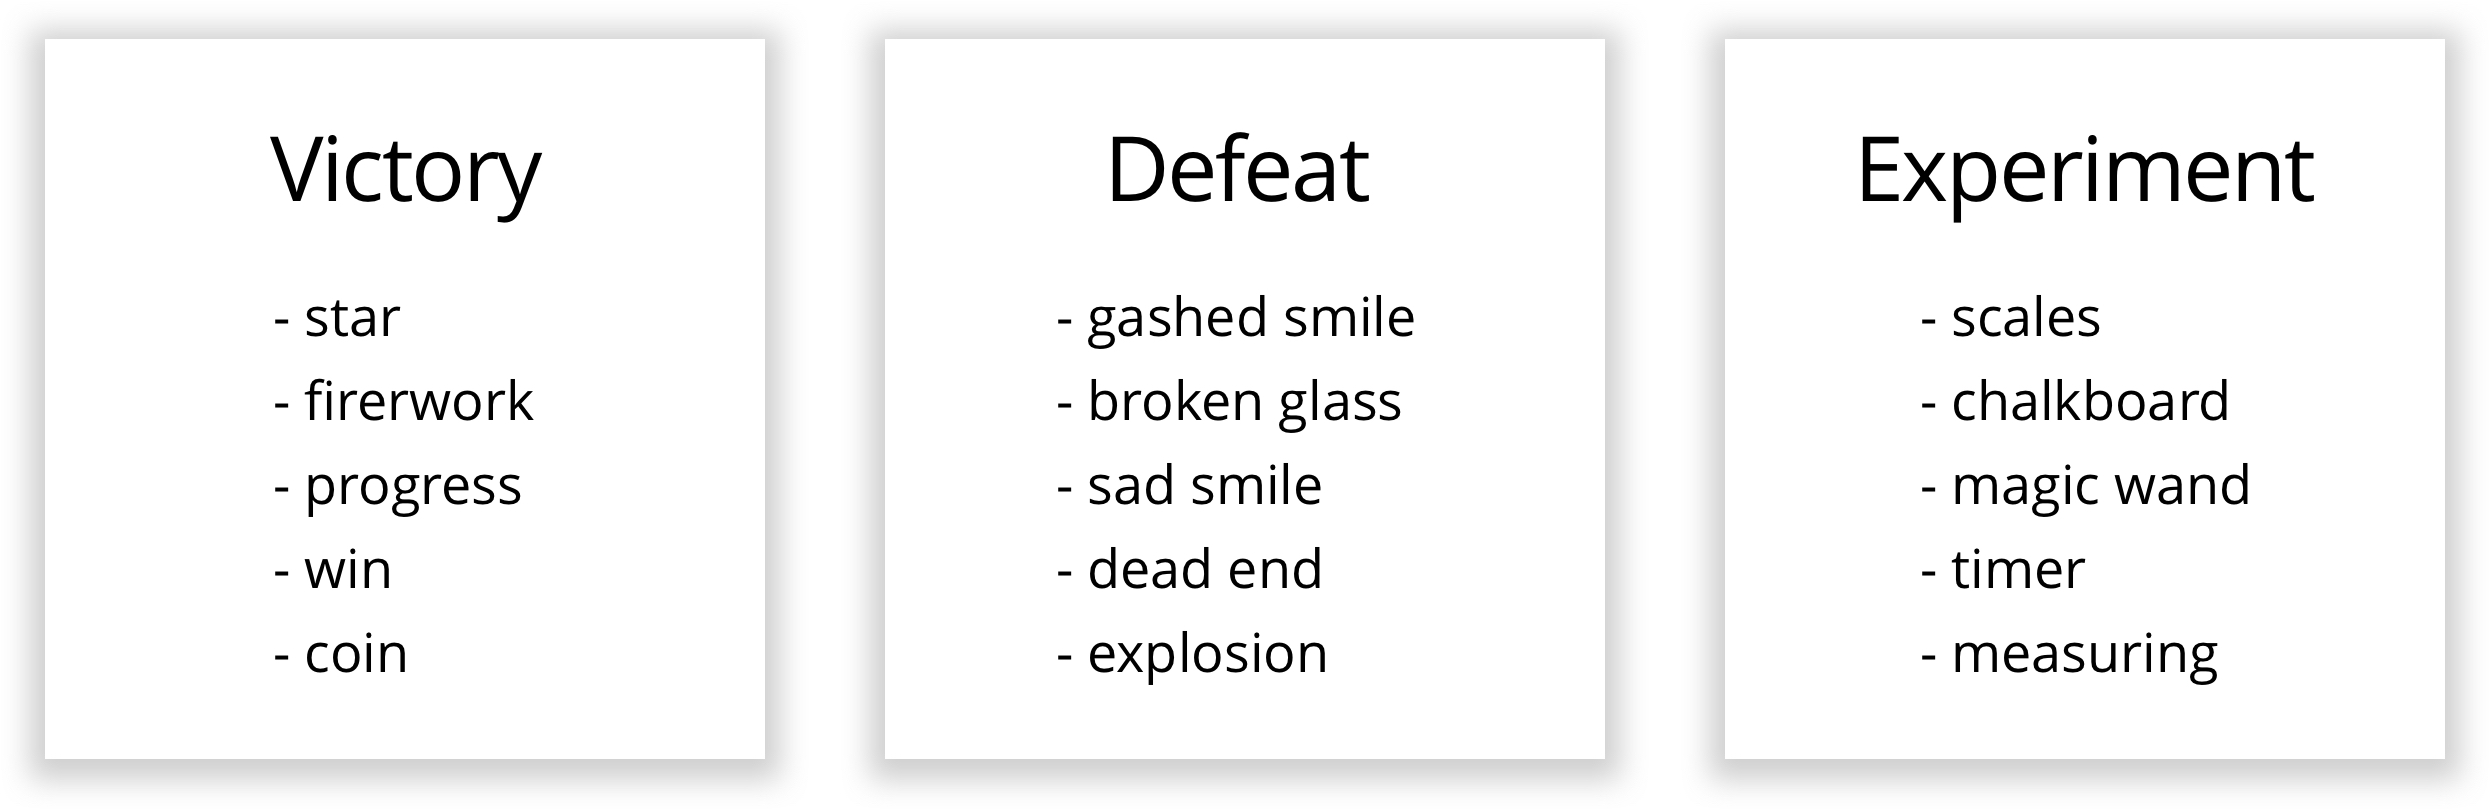 Victory
- star
- firerwork
- progress
- win
- coin
Defeat
- gashed smile
- broken glass
- sad smile
- dead end
- explosion
Experiment
- scales
- chalkboard
- magic wand
- timer
- measuring